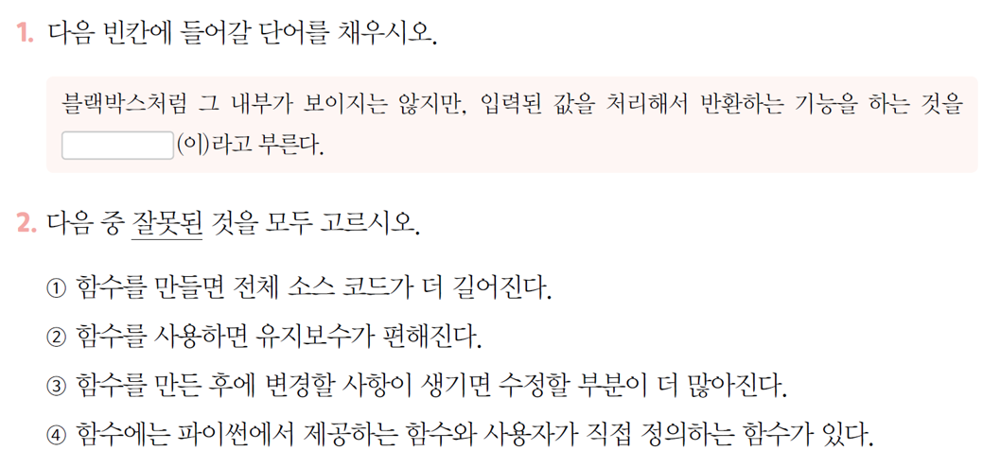 1. 다음 빈칸에 들어갈 단어를 채우시오.
블랙박스처럼 그 내부가 보이지는 않지만, 입력된 값을 처리해서 반환하는 기능을 하는 것을
(이)라고 부른다.
2. 다음 중 잘못된 것을 모두 고르시오.
① 함수를 만들면 전체 소스 코드가 더 길어진다.
② 함수를 사용하면 유지보수가 편해진다.
③ 함수를 만든 후에 변경할 사항이 생기면 수정할 부분이 더 많아진다.
④ 함수에는 파이썬에서 제공하는 함수와 사용자가 직접 정의하는 함수가 있다.